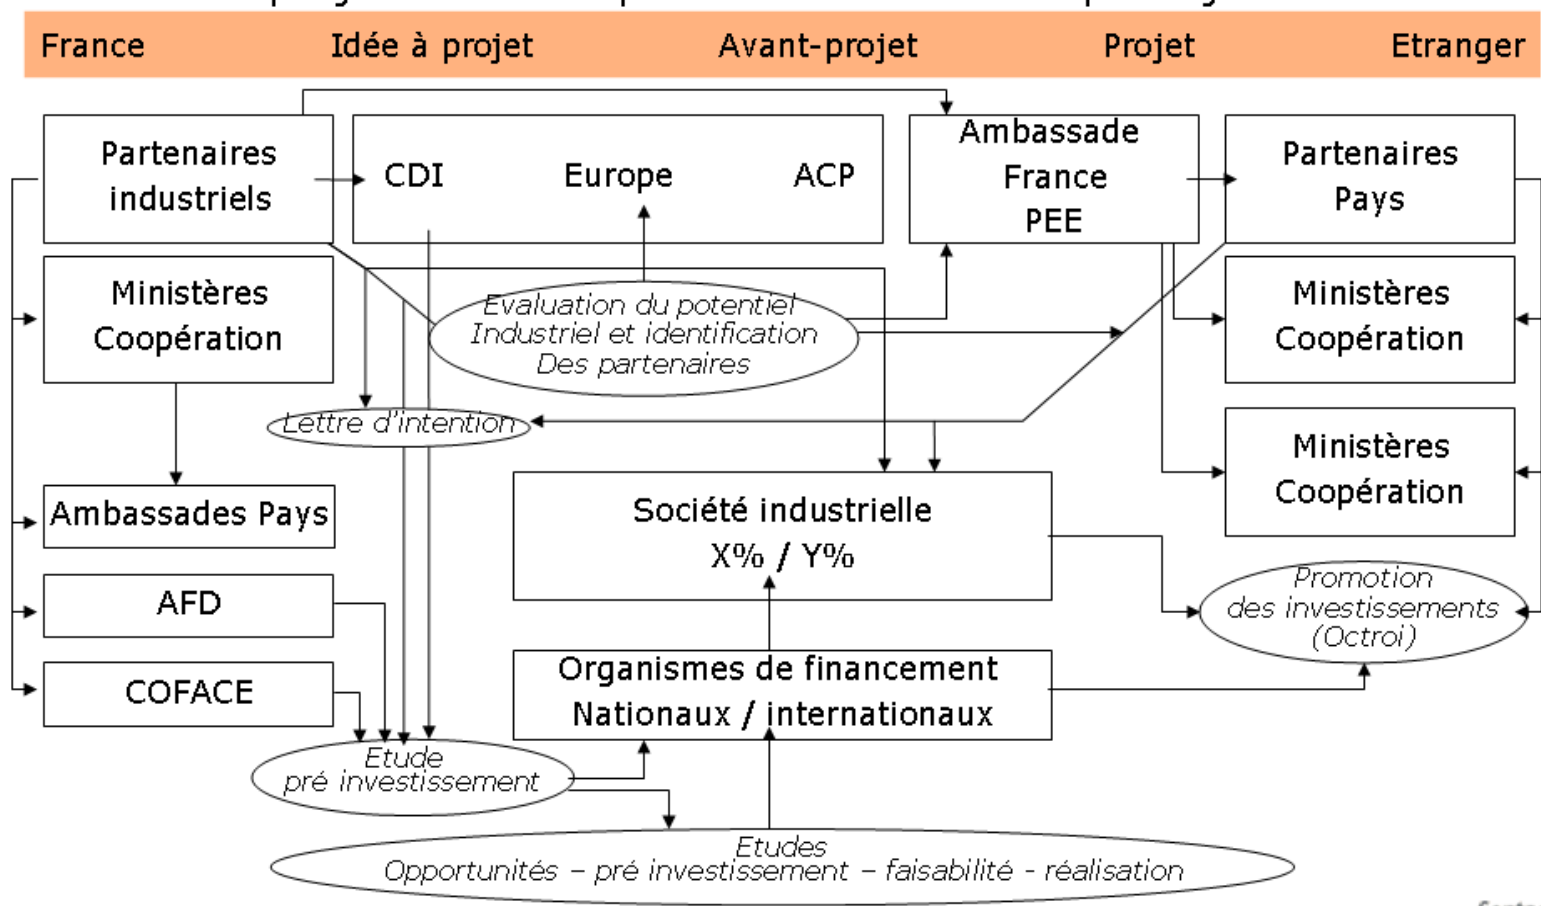 France Idée à projet Avant-projet Projet Etranger
Partenaires
industriels
CDI Europe ACP
Ambassade
France
PEE
Partenaires
Pays
Ministères
Coopération
Evaluation du potentiel
Industriel et identification
Des partenaires
Ministères
Coopération
Lettre d'intention
Ministères
Coopération
Ambassades Pays
Société industrielle
X% / Y%
AFD
Promotion
des investissements
(Octroi)
COFACE
Organismes de financement
Nationaux / internationaux
Etude
pré investissement
Etudes
Opportunités – pré investissement – faisabilité - réalisation